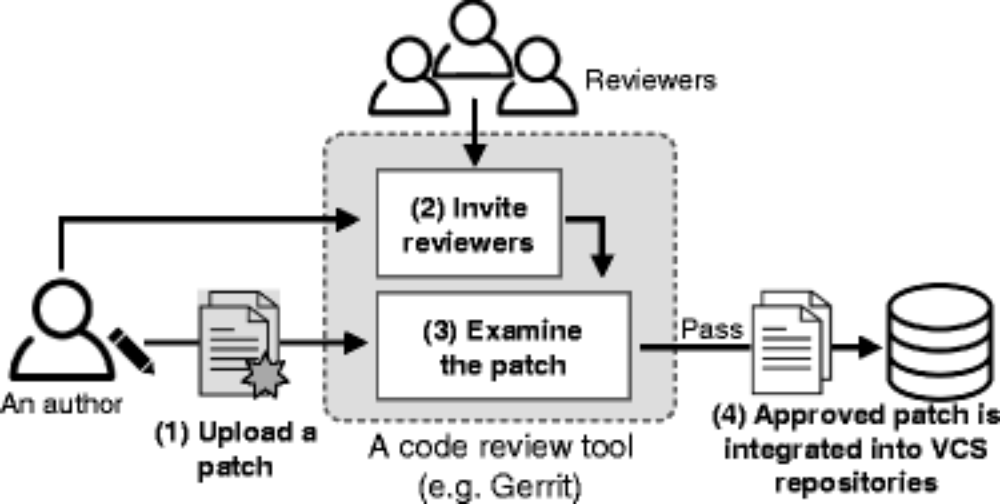 Reviewers
(2) Invite
reviewers
(3) Examine
the patch
Pass
An author
(1) Upload a
patch
A code review tool
(e.g. Gerrit)
(4) Approved patch is
integrated into VCS
repositories